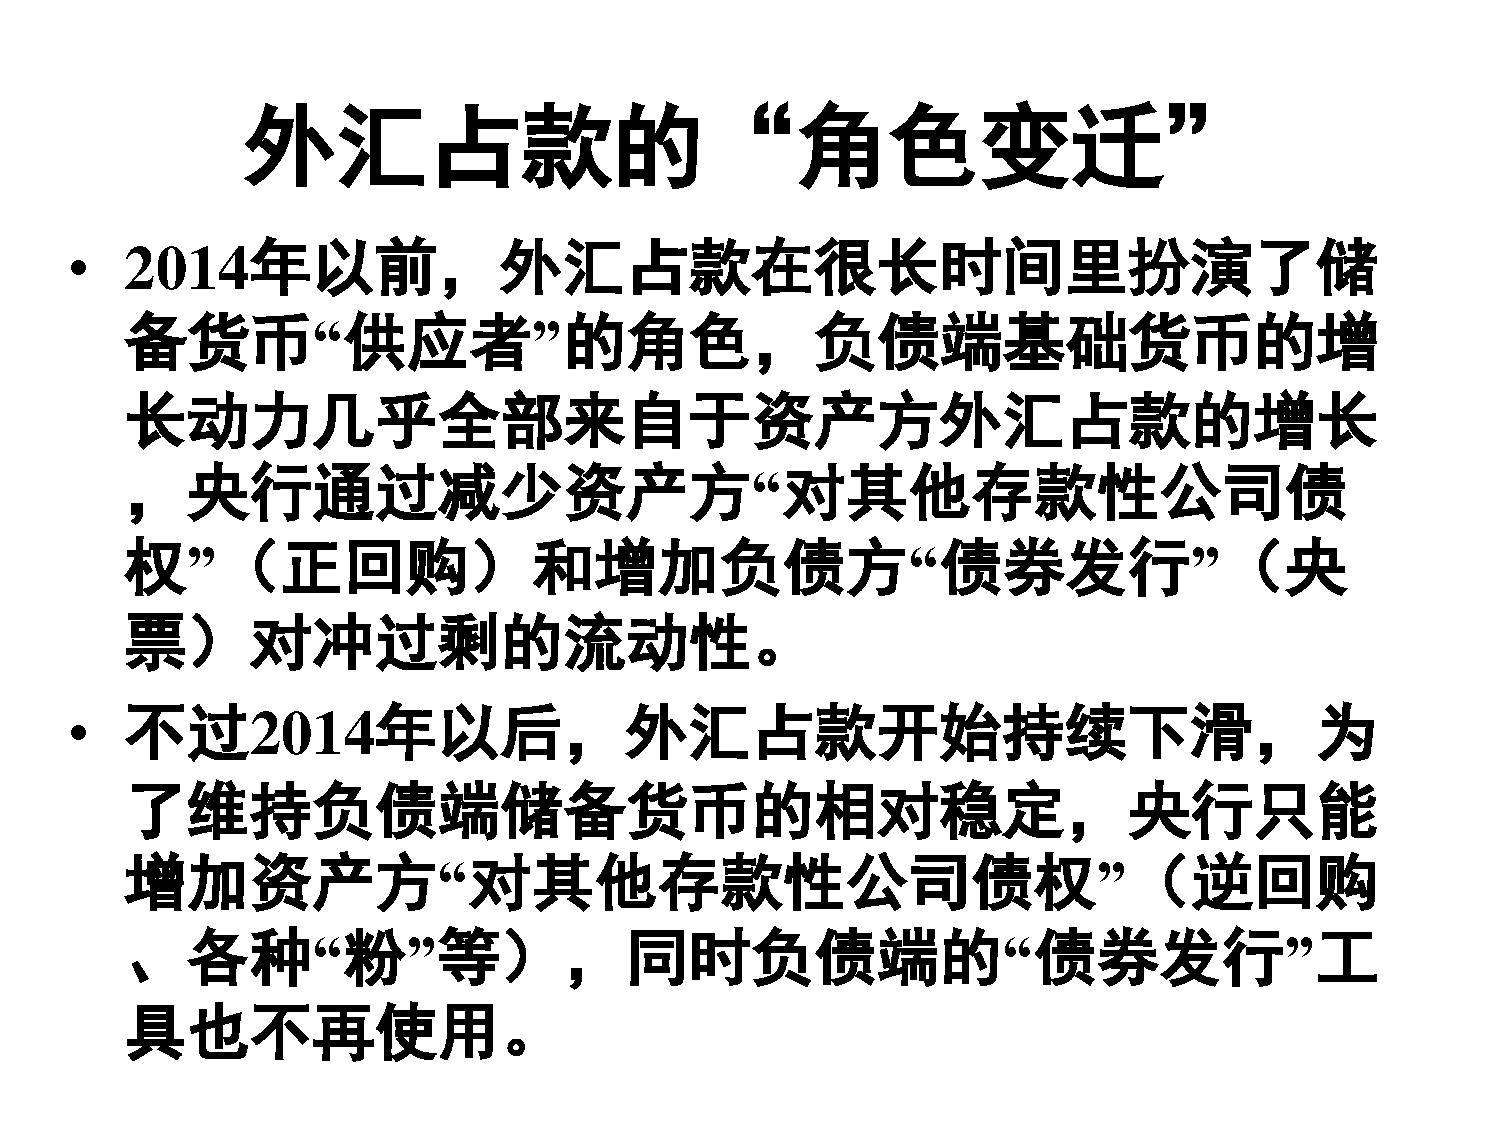 外汇占款的“角色变迁”
• 2014年以前，外汇占款在很长时间里扮演了储
备货币“供应者”的角色，负债端基础货币的增
长动力几乎全部来自于资产方外汇占款的增长
，央行通过减少资产方“对其他存款性公司债
权”（正回购）和增加负债方“债券发行”（央
票）对冲过剩的流动性。
• 不过2014年以后，外汇占款开始持续下滑，为
了维持负债端储备货币的相对稳定，央行只能
增加资产方“对其他存款性公司债权”（逆回购
、各种“粉”等），同时负债端的“债券发行”工
具也不再使用。